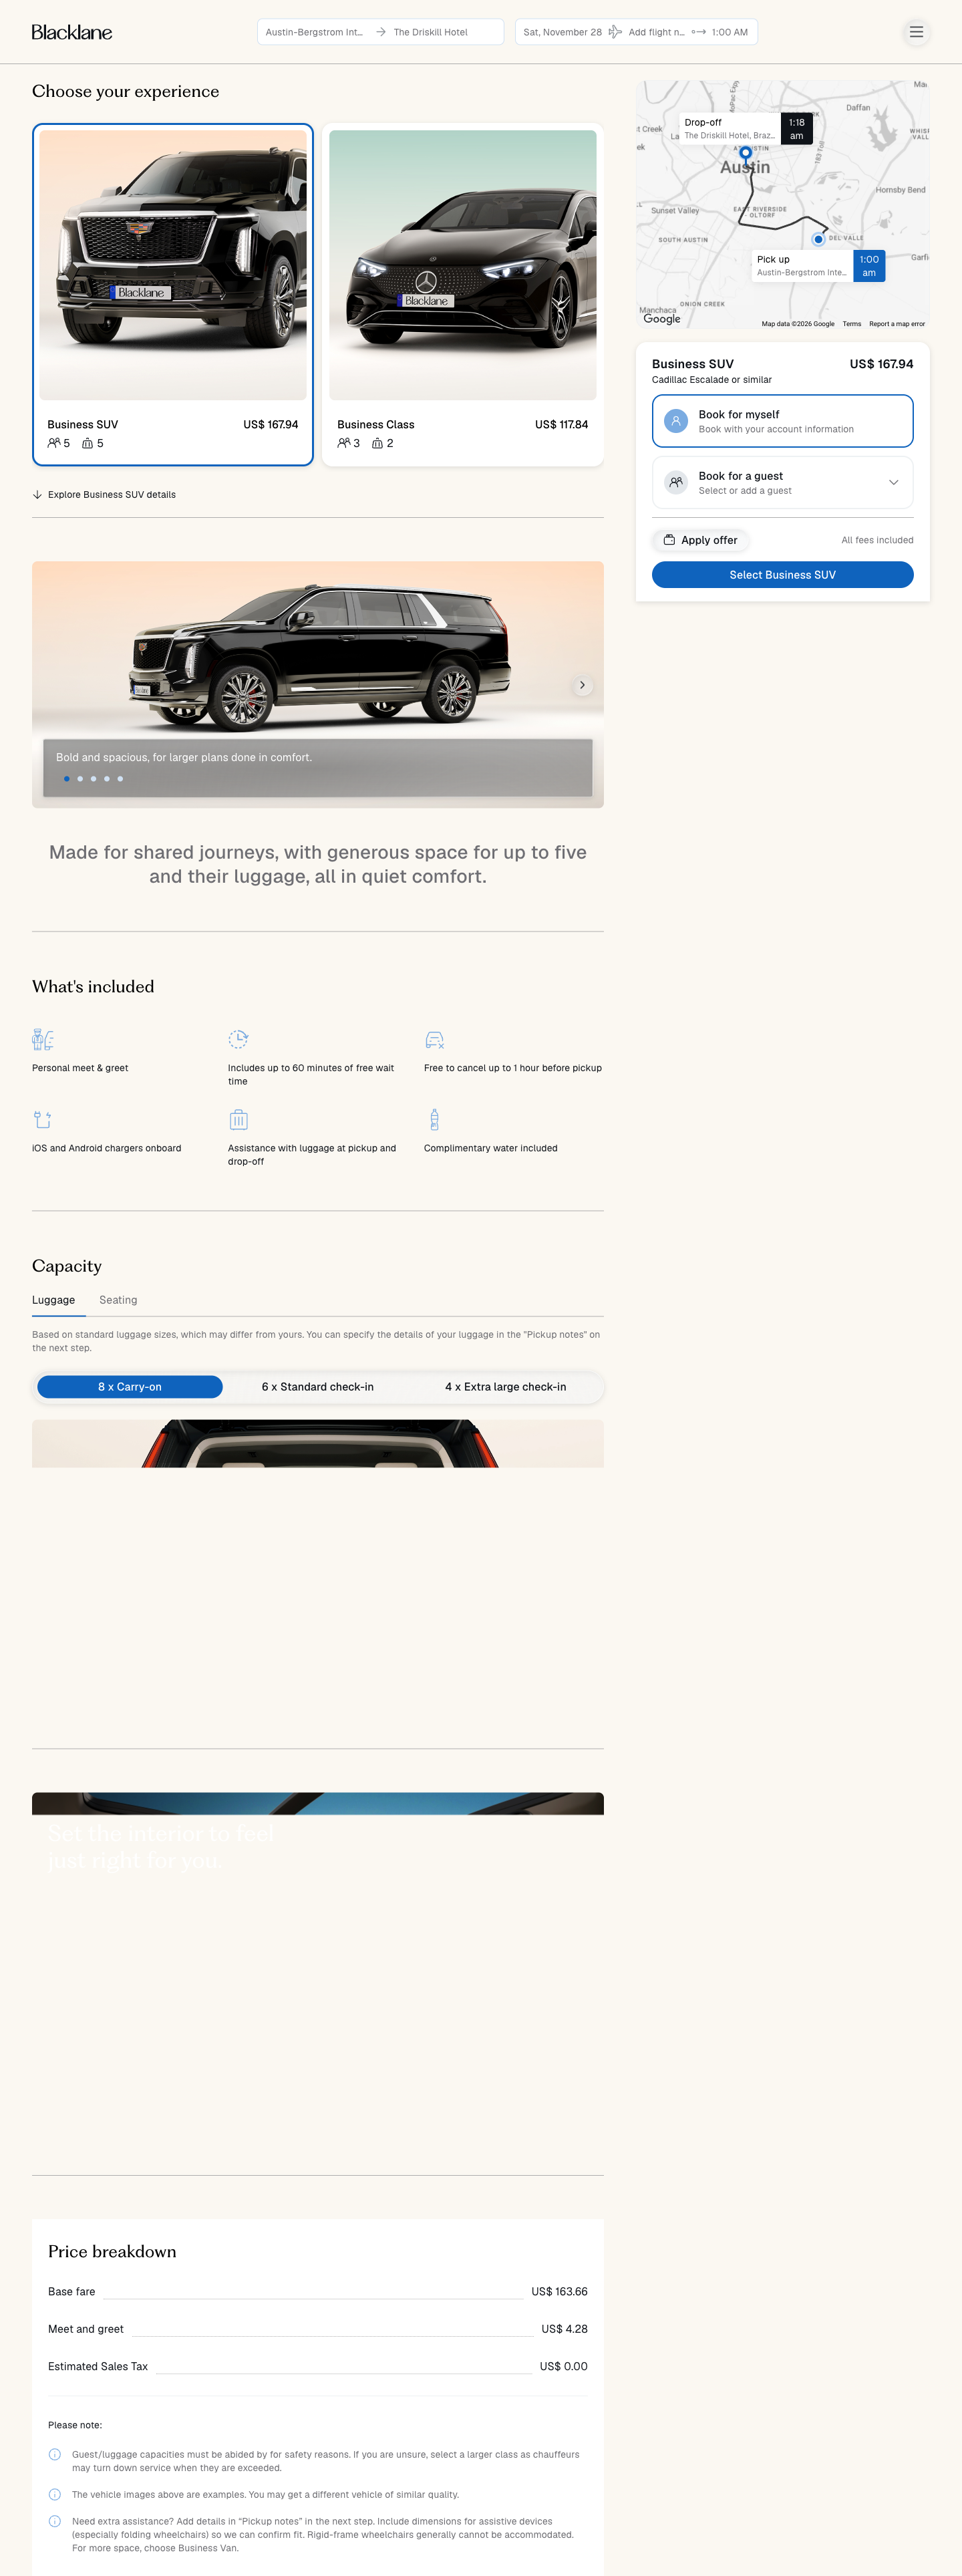 Blacklane
Austin-Bergstrom Int... → The Driskill Hotel
Sat, November 28 Add flight n... 1:00 AM
Choose your experience
Blacklane
Business SUV US$ 167.94
5 5
Blacklane
Business Class US$ 117.84
3 2
Explore Business SUV details
Bold and spacious, for larger plans done in comfort.
Made for shared journeys, with generous space for up to five
and their luggage, all in quiet comfort.
What's included
Personal meet & greet
Includes up to 60 minutes of free wait
time
Free to cancel up to 1 hour before pickup
iOS and Android chargers onboard
Assistance with luggage at pickup and
drop-off
Complimentary water included
Capacity
Luggage Seating
Based on standard luggage sizes, which may differ from yours. You can specify the details of your luggage in the "Pickup notes" on
the next step.
8 x Carry-on 6 x Standard check-in 4 x Extra large check-in
Set the interior to feel
just right for you.
Price breakdown
Base fare US$ 163.66
Meet and greet US$ 4.28
Estimated Sales Tax US$ 0.00
Please note:
Guest/luggage capacities must be abided by for safety reasons. If you are unsure, select a larger class as chauffeurs
may turn down service when they are exceeded.
The vehicle images above are examples. You may get a different vehicle of similar quality.
Need extra assistance? Add details in “Pickup notes” in the next step. Include dimensions for assistive devices
(especially folding wheelchairs) so we can confirm fit. Rigid-frame wheelchairs generally cannot be accommodated.
For more space, choose Business Van.
Daffan
Drop-off
The Driskill Hotel, Braz...
1:18
am
Austin
183 Toll
Hornsby Bend
Sunset Valley
EAST RIVERSIDE
- OLTORF
SOUTH AUSTIN
DEL VALLE
Pick up
Austin-Bergstrom Inte...
1:00
am
Garfi
ONION CREEK
Manchaca
Google
Map data ©2026 Google Terms Report a map error
Business SUV US$ 167.94
Cadillac Escalade or similar
Book for myself
Book with your account information
Book for a guest
Select or add a guest
Apply offer All fees included
Select Business SUV